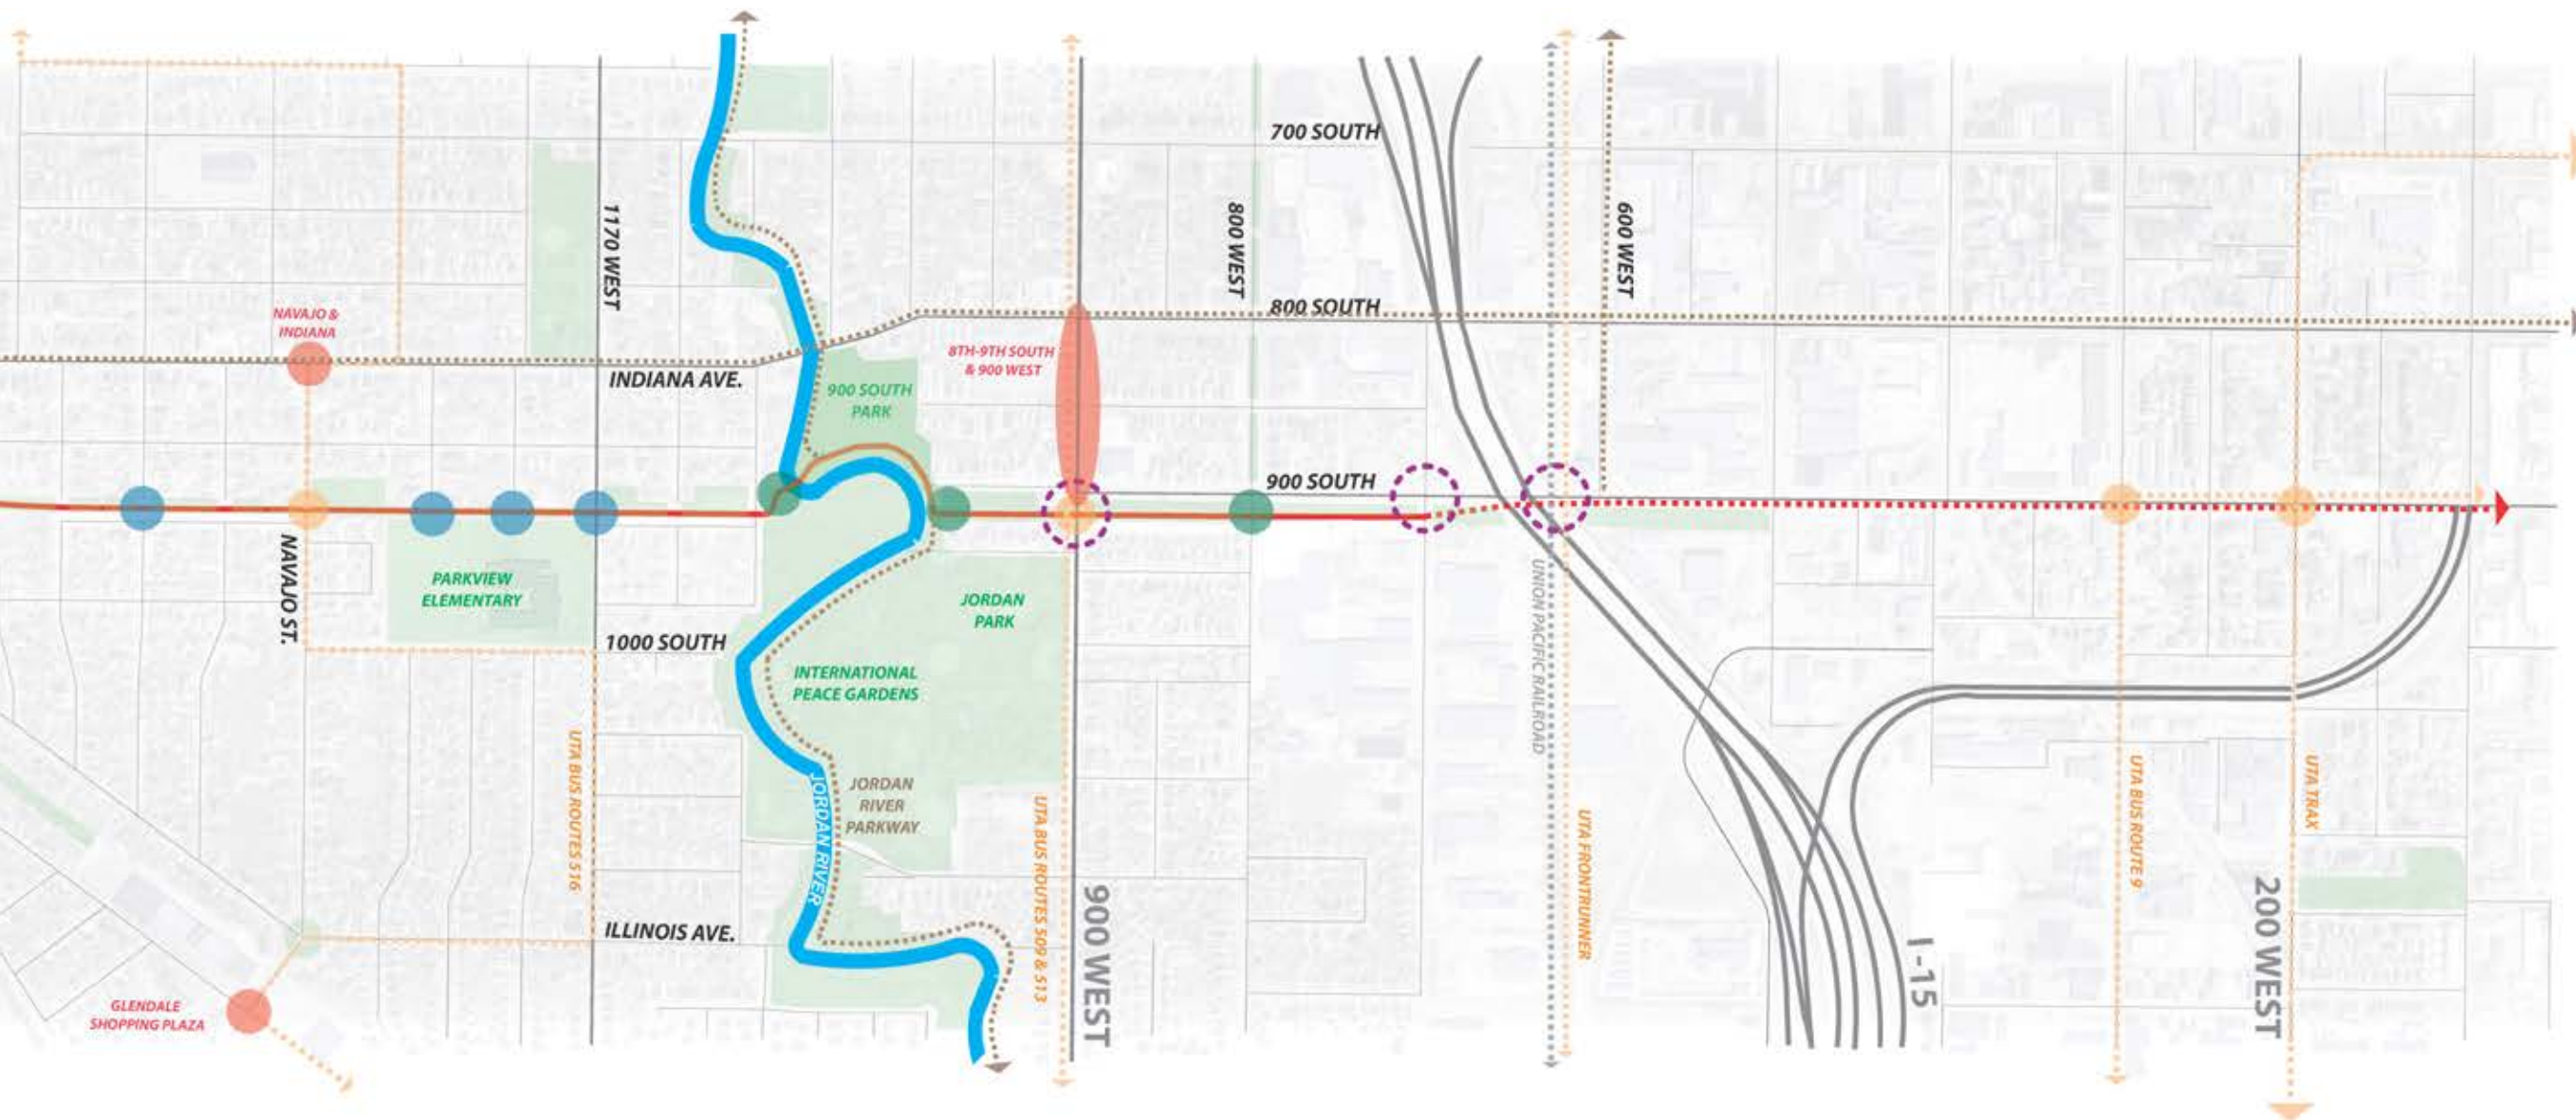 700 SOUTH
1170 WEST
800 WEST
600 WEST
NAVAJO &
INDIANA
800 SOUTH
8TH-9TH SOUTH
& 900 WEST
INDIANA AVE.
900 SOUTH
PARK
900 SOUTH
NAVAJO ST.
PARKVIEW
ELEMENTARY
JORDAN
PARK
UNION PACIFIC RAILROAD
1000 SOUTH
INTERNATIONAL
PEACE GARDENS
UTA BUS ROUTES 516
JORDAN RIVER
JORDAN
RIVER
PARKWAY
UTA BUS ROUTES 509 & 513
UTA FRONTRUNNER
UTA BUS ROUTE 9
UTA TRAX
900 WEST
200 WEST
ILLINOIS AVE.
I-15
GLENDALE
SHOPPING PLAZA